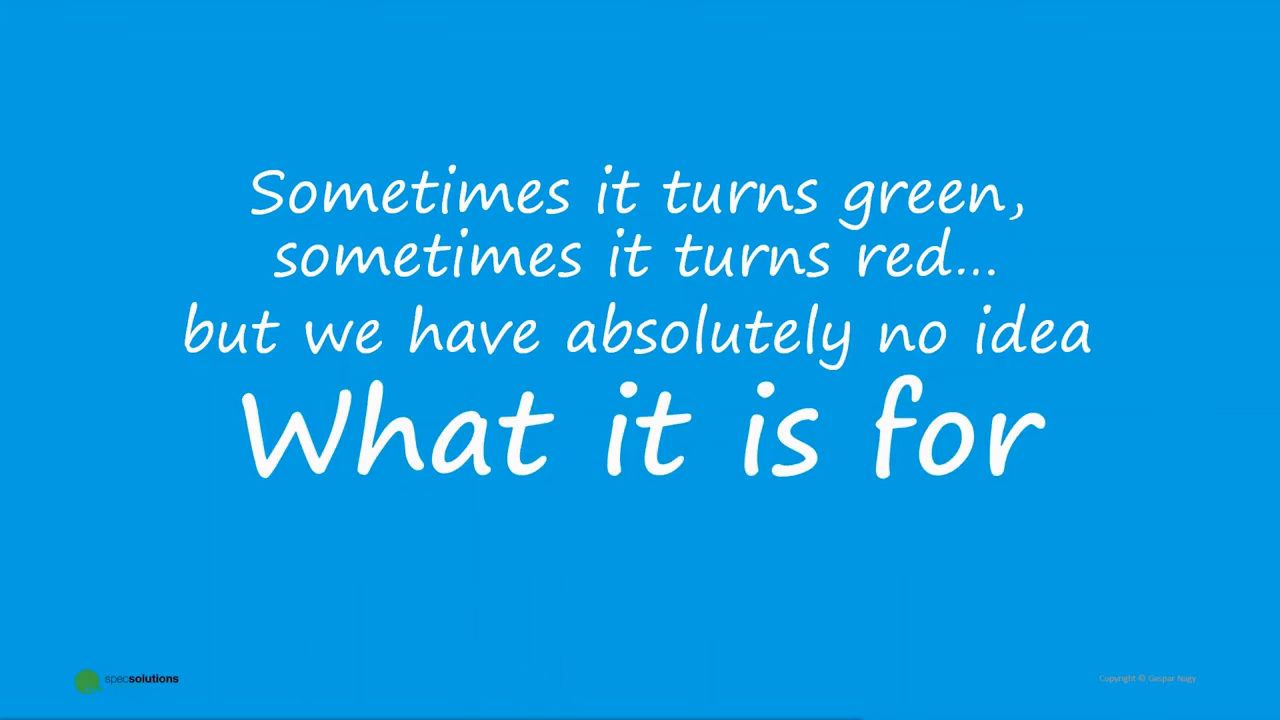 Sometimes it turns green,
sometimes it turns red...
but we have absolutely no idea
What it is for
specsolutions
Copyright © Gaspar Nagy